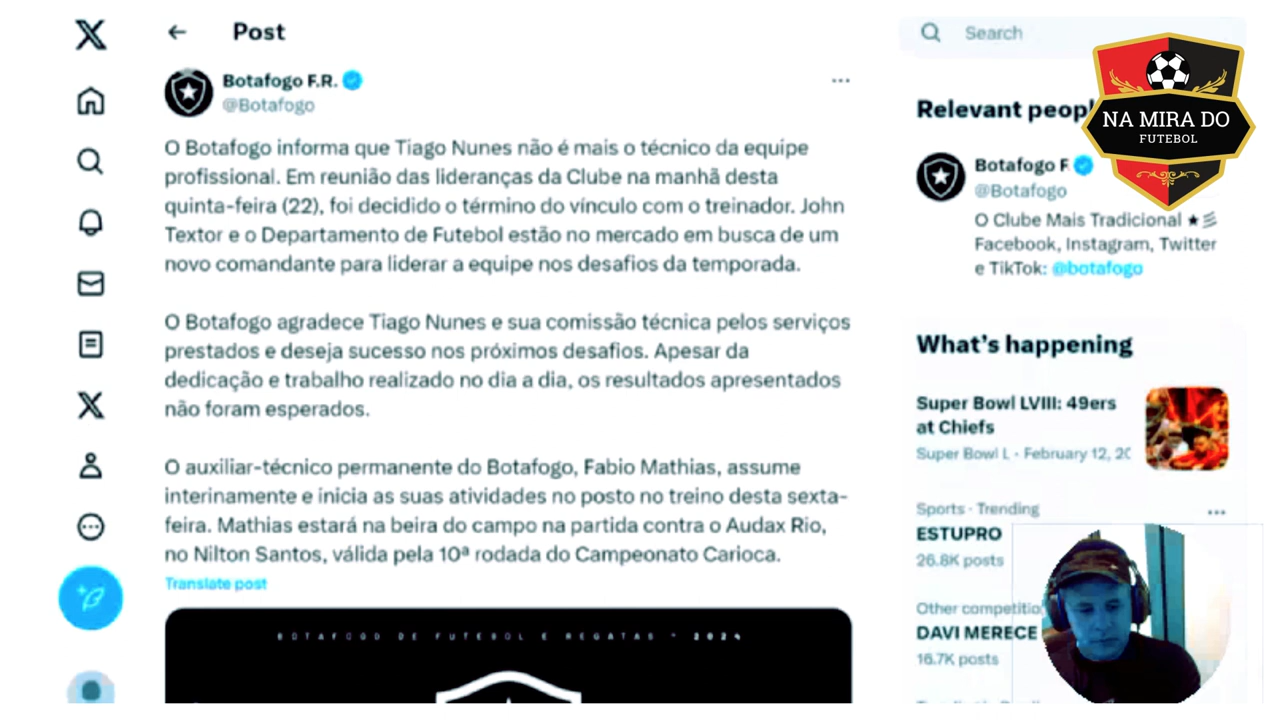 Post
Search
Botafogo F.R.
@Botafogo
O Botafogo informa que Tiago Nunes não é mais o técnico da equipe
profissional. Em reunião das lideranças da Clube na manhã desta
quinta-feira (22), foi decidido o término do vínculo com o treinador. John
Textor e o Departamento de Futebol estão no mercado em busca de um
novo comandante para liderar a equipe nos desafios da temporada.
O Botafogo agradece Tiago Nunes e sua comissão técnica pelos serviços
prestados e deseja sucesso nos próximos desafios. Apesar da
dedicação e trabalho realizado no dia a dia, os resultados apresentados
não foram esperados.
O auxiliar-técnico permanente do Botafogo, Fabio Mathias, assume
interinamente e inicia as suas atividades no posto no treino desta sexta-
feira. Mathias estará na beira do campo na partida contra o Audax Rio,
no Nilton Santos, válida pela 10ª rodada do Campeonato Carioca.
Translate post
BOTAFOGO DE FUTEBOL E REGATAS * 2024
NA MIRA DO
FUTEBOL
Relevant peopl
Botafogo F
@Botafogo
O Clube Mais Tradicional
Facebook, Instagram, Twitter
e TikTok: @botafogo
What's happening
Super Bowl LVIII: 49ers
at Chiefs
Super Bowl L · February 12, 20
Sports · Trending
ESTUPRO
26.8K posts
Other competitio
DAVI MERECE
16.7K posts